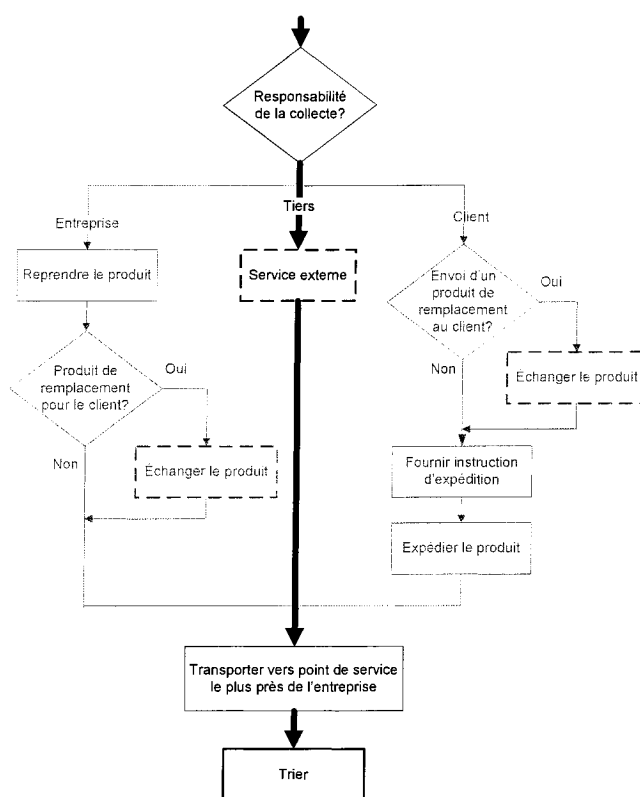 Responsabilité
de la collecte?
Entreprise
Tiers
Client
Reprendre le produit
Service externe
Envoi d'un
produit de
remplacement
au client?
Oui
Non
Produit de
remplacement
pour le client?
Oui
Échanger le produit
Non
Échanger le produit
Fournir instruction
d'expédition
Expédier le produit
Transporter vers point de service
le plus près de l'entreprise
Trier